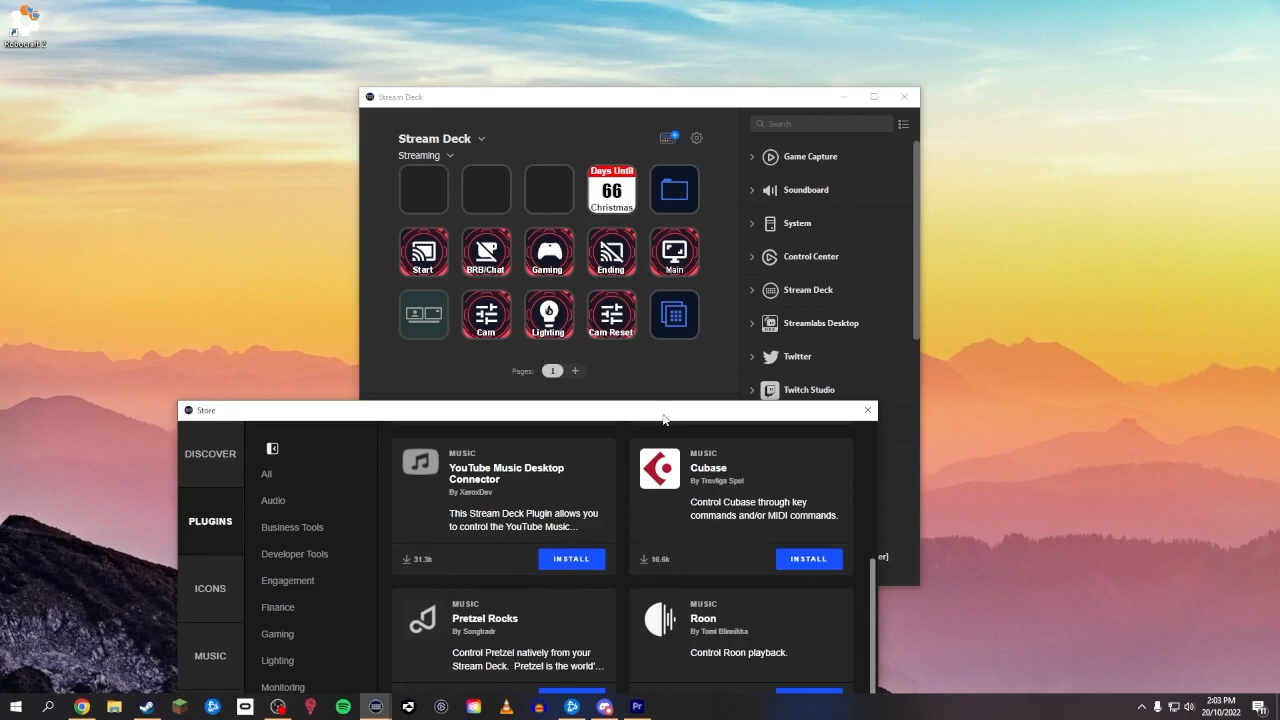 Robocraft 2
Stream Deck
Search
Stream Deck
Streaming
Days Until
66
Christmas
Start
BRB/Chat
Gaming
Ending
Main
Cam
Lighting
Cam Reset
Pages:
1
+
Game Capture
Soundboard
System
Control Center
Stream Deck
Streamlabs Desktop
Twitter
Twitch Studio
er]
Store
DISCOVER
PLUGINS
ICONS
MUSIC
All
Audio
Business Tools
Developer Tools
Engagement
Finance
Gaming
Lighting
Monitoring
MUSIC
YouTube Music Desktop
Connector
By XeroxDev
This Stream Deck Plugin allows you
to control the YouTube Music...
31.3k
INSTALL
MUSIC
Cubase
By Trevliga Spel
Control Cubase through key
commands and/or MIDI commands.
16.6k
INSTALL
MUSIC
Pretzel Rocks
By Songtradr
Control Pretzel natively from your
Stream Deck. Pretzel is the world'...
MUSIC
Roon
By Tomi Blinnikka
Control Roon playback.
Pr
2:03 PM
20/10/2022